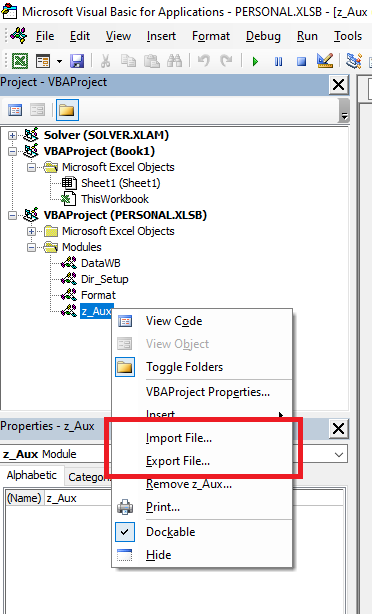 Microsoft Visual Basic for Applications - PERSONAL.XLSB - [z_Aux
File Edit View Insert Format Debug Run Tools
Project - VBAProject
Solver (SOLVER.XLAM)
VBAProject (Book1)
Microsoft Excel Objects
Sheet1 (Sheet1)
ThisWorkbook
VBAProject (PERSONAL.XLSB)
Microsoft Excel Objects
Modules
DataWB
Dir_Setup
Format
z_Aux
View Code
View Object
Toggle Folders
VBAProject Properties...
Insert
Import File...
Export File...
Remove z_Aux...
Print...
Dockable
Hide
Properties - z_Aux
z_Aux Module
Alphabetic Categor
(Name) z_Aux